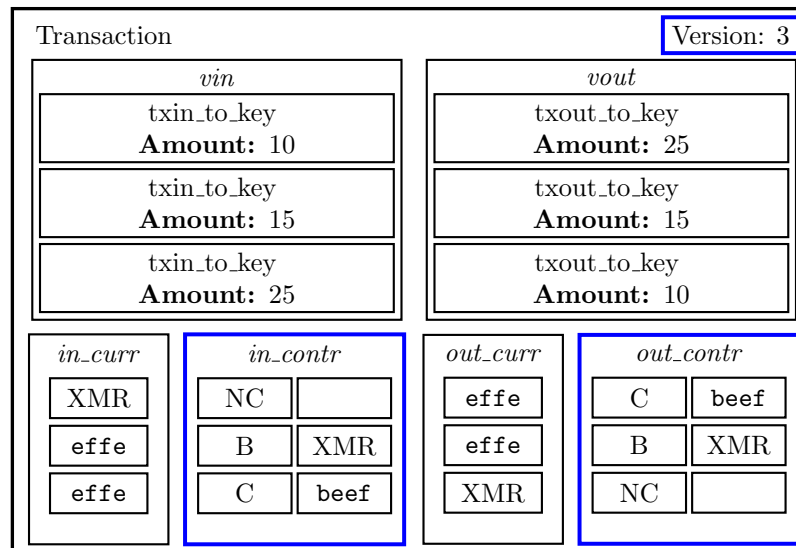 Transaction
Version: 3
vin
txin_to_key
Amount: 10
txin_to_key
Amount: 15
txin_to_key
Amount: 25
vout
txout_to_key
Amount: 25
txout_to_key
Amount: 15
txout_to_key
Amount: 10
in_curr
XMR
effe
effe
in_contr
NC
B XMR
C beef
out_curr
effe
effe
XMR
out_contr
C beef
B XMR
NC